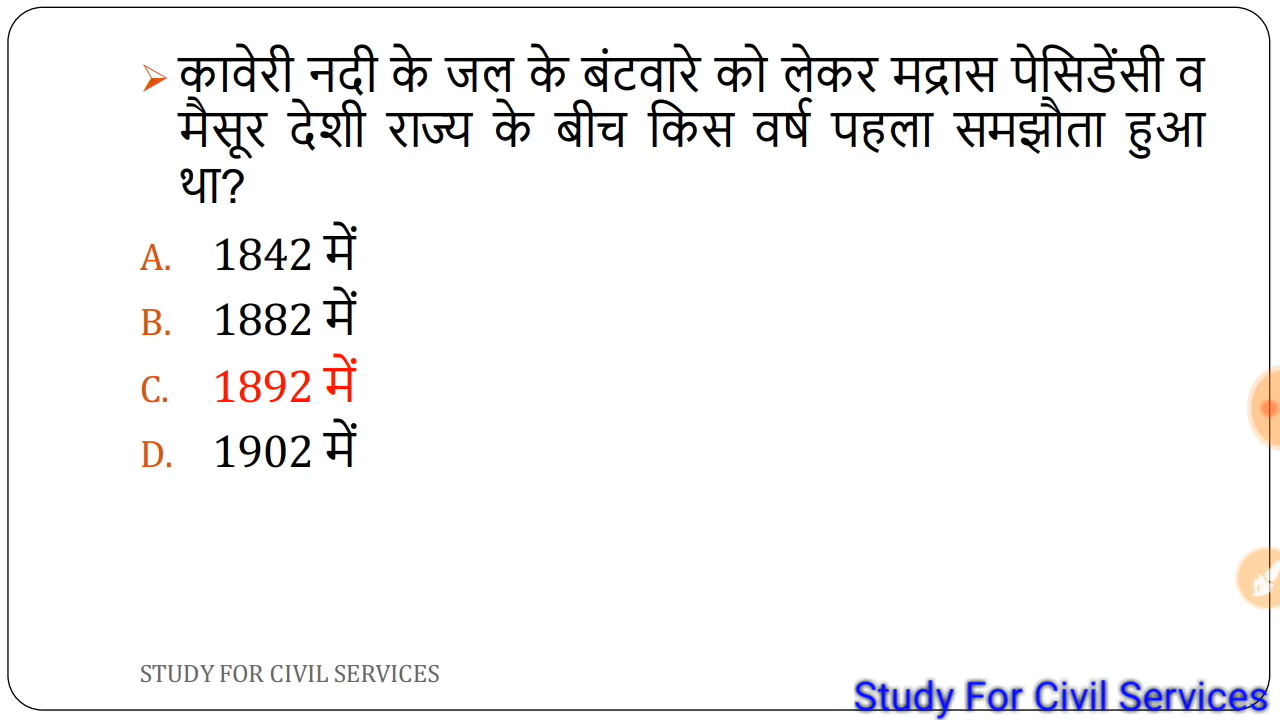 ➢ कावेरी नदी के जल के बंटवारे को लेकर मद्रास पेसिडेंसी व
मैसूर देशी राज्य के बीच किस वर्ष पहला समझौता हुआ
था?
A. 1842 में
B. 1882 में
C. 1892 में
D. 1902 में
STUDY FOR CIVIL SERVICES
Study For Civil Services